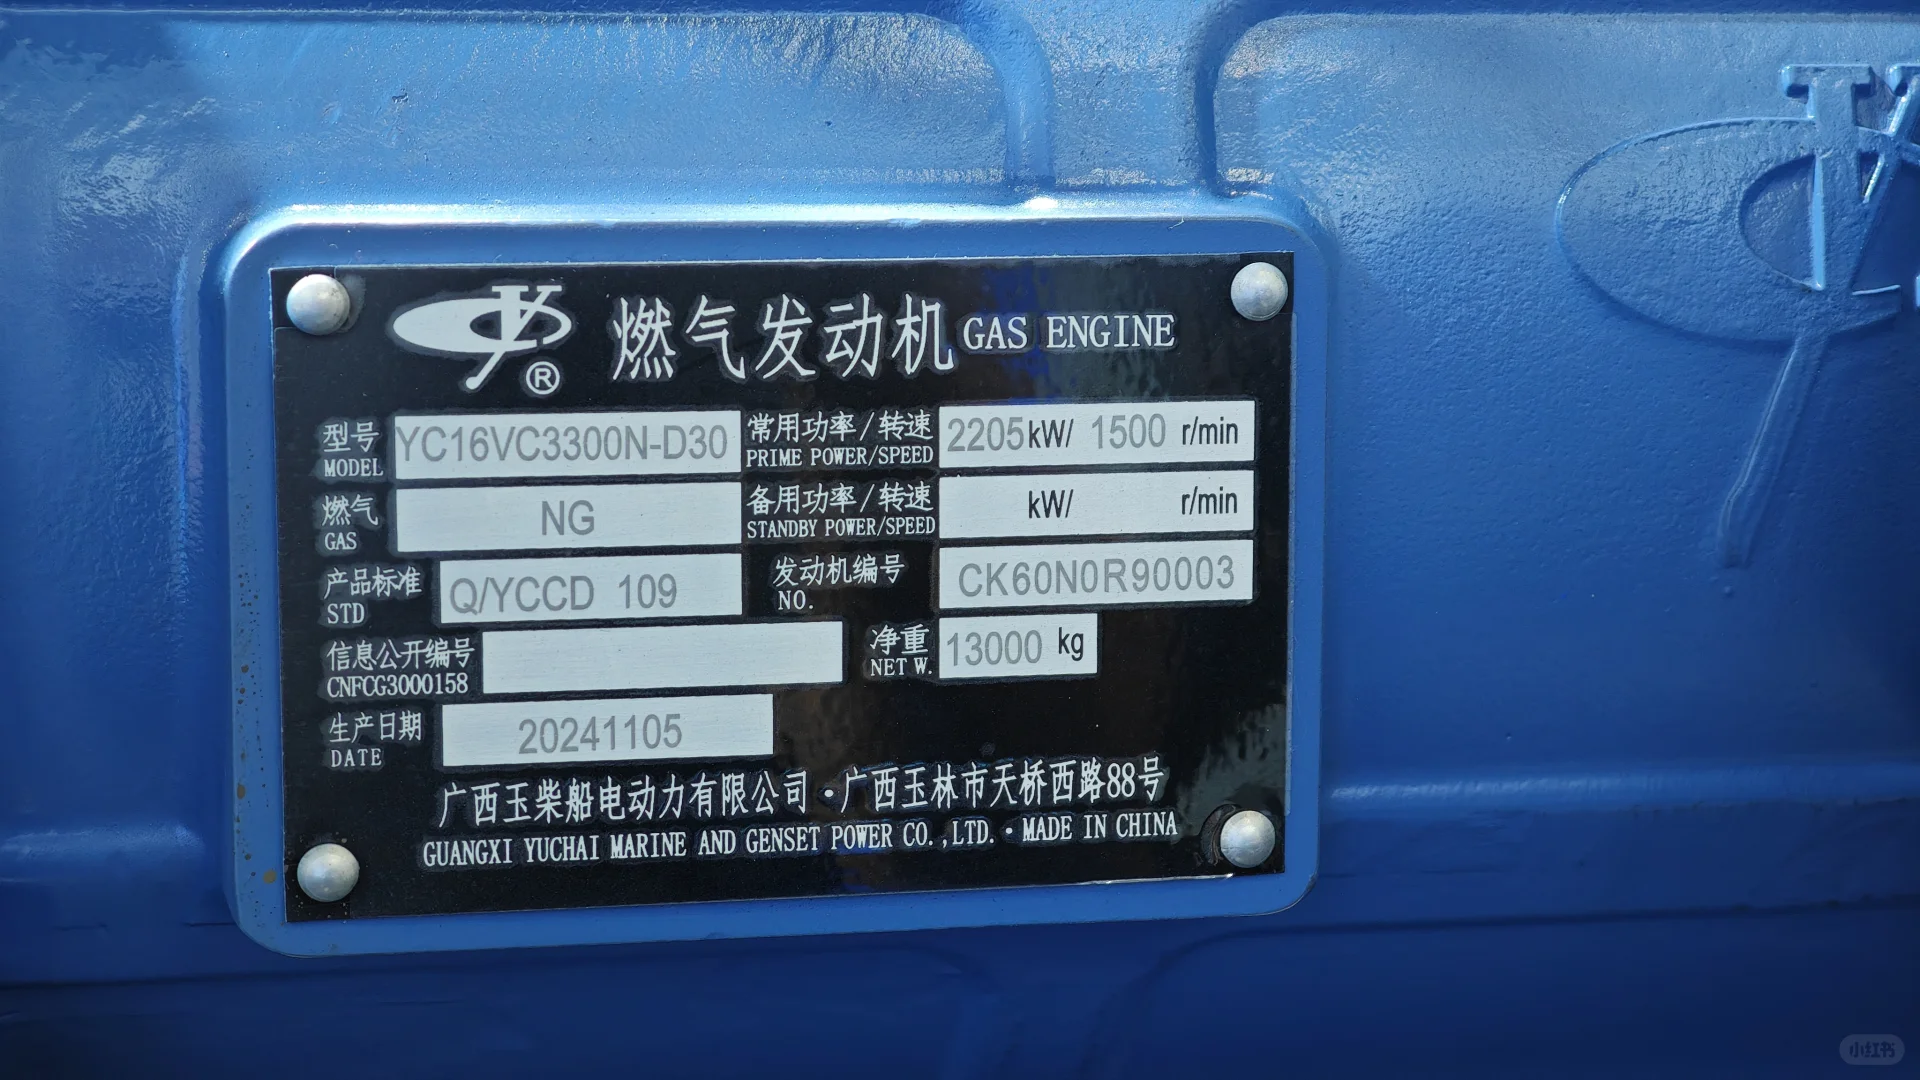 燃气发动机 GAS ENGINE
型号 YC16VC3300N-D30 常用功率/转速 2205kW/ 1500 r/min
MODEL PRIME POWER/SPEED
燃气 NG 备用功率/转速 kW/ r/min
GAS STANDBY POWER/SPEED
产品标准 Q/YCCD 109 发动机编号 CK60N0R90003
STD NO.
信息公开编号 净重 13000 kg
CNFCG3000158 NET W.
生产日期 20241105
DATE
广西玉柴船电动力有限公司·广西玉林市天桥西路88号
GUANGXI YUCHAI MARINE AND GENSET POWER CO.,LTD.·MADE IN CHINA
小红书